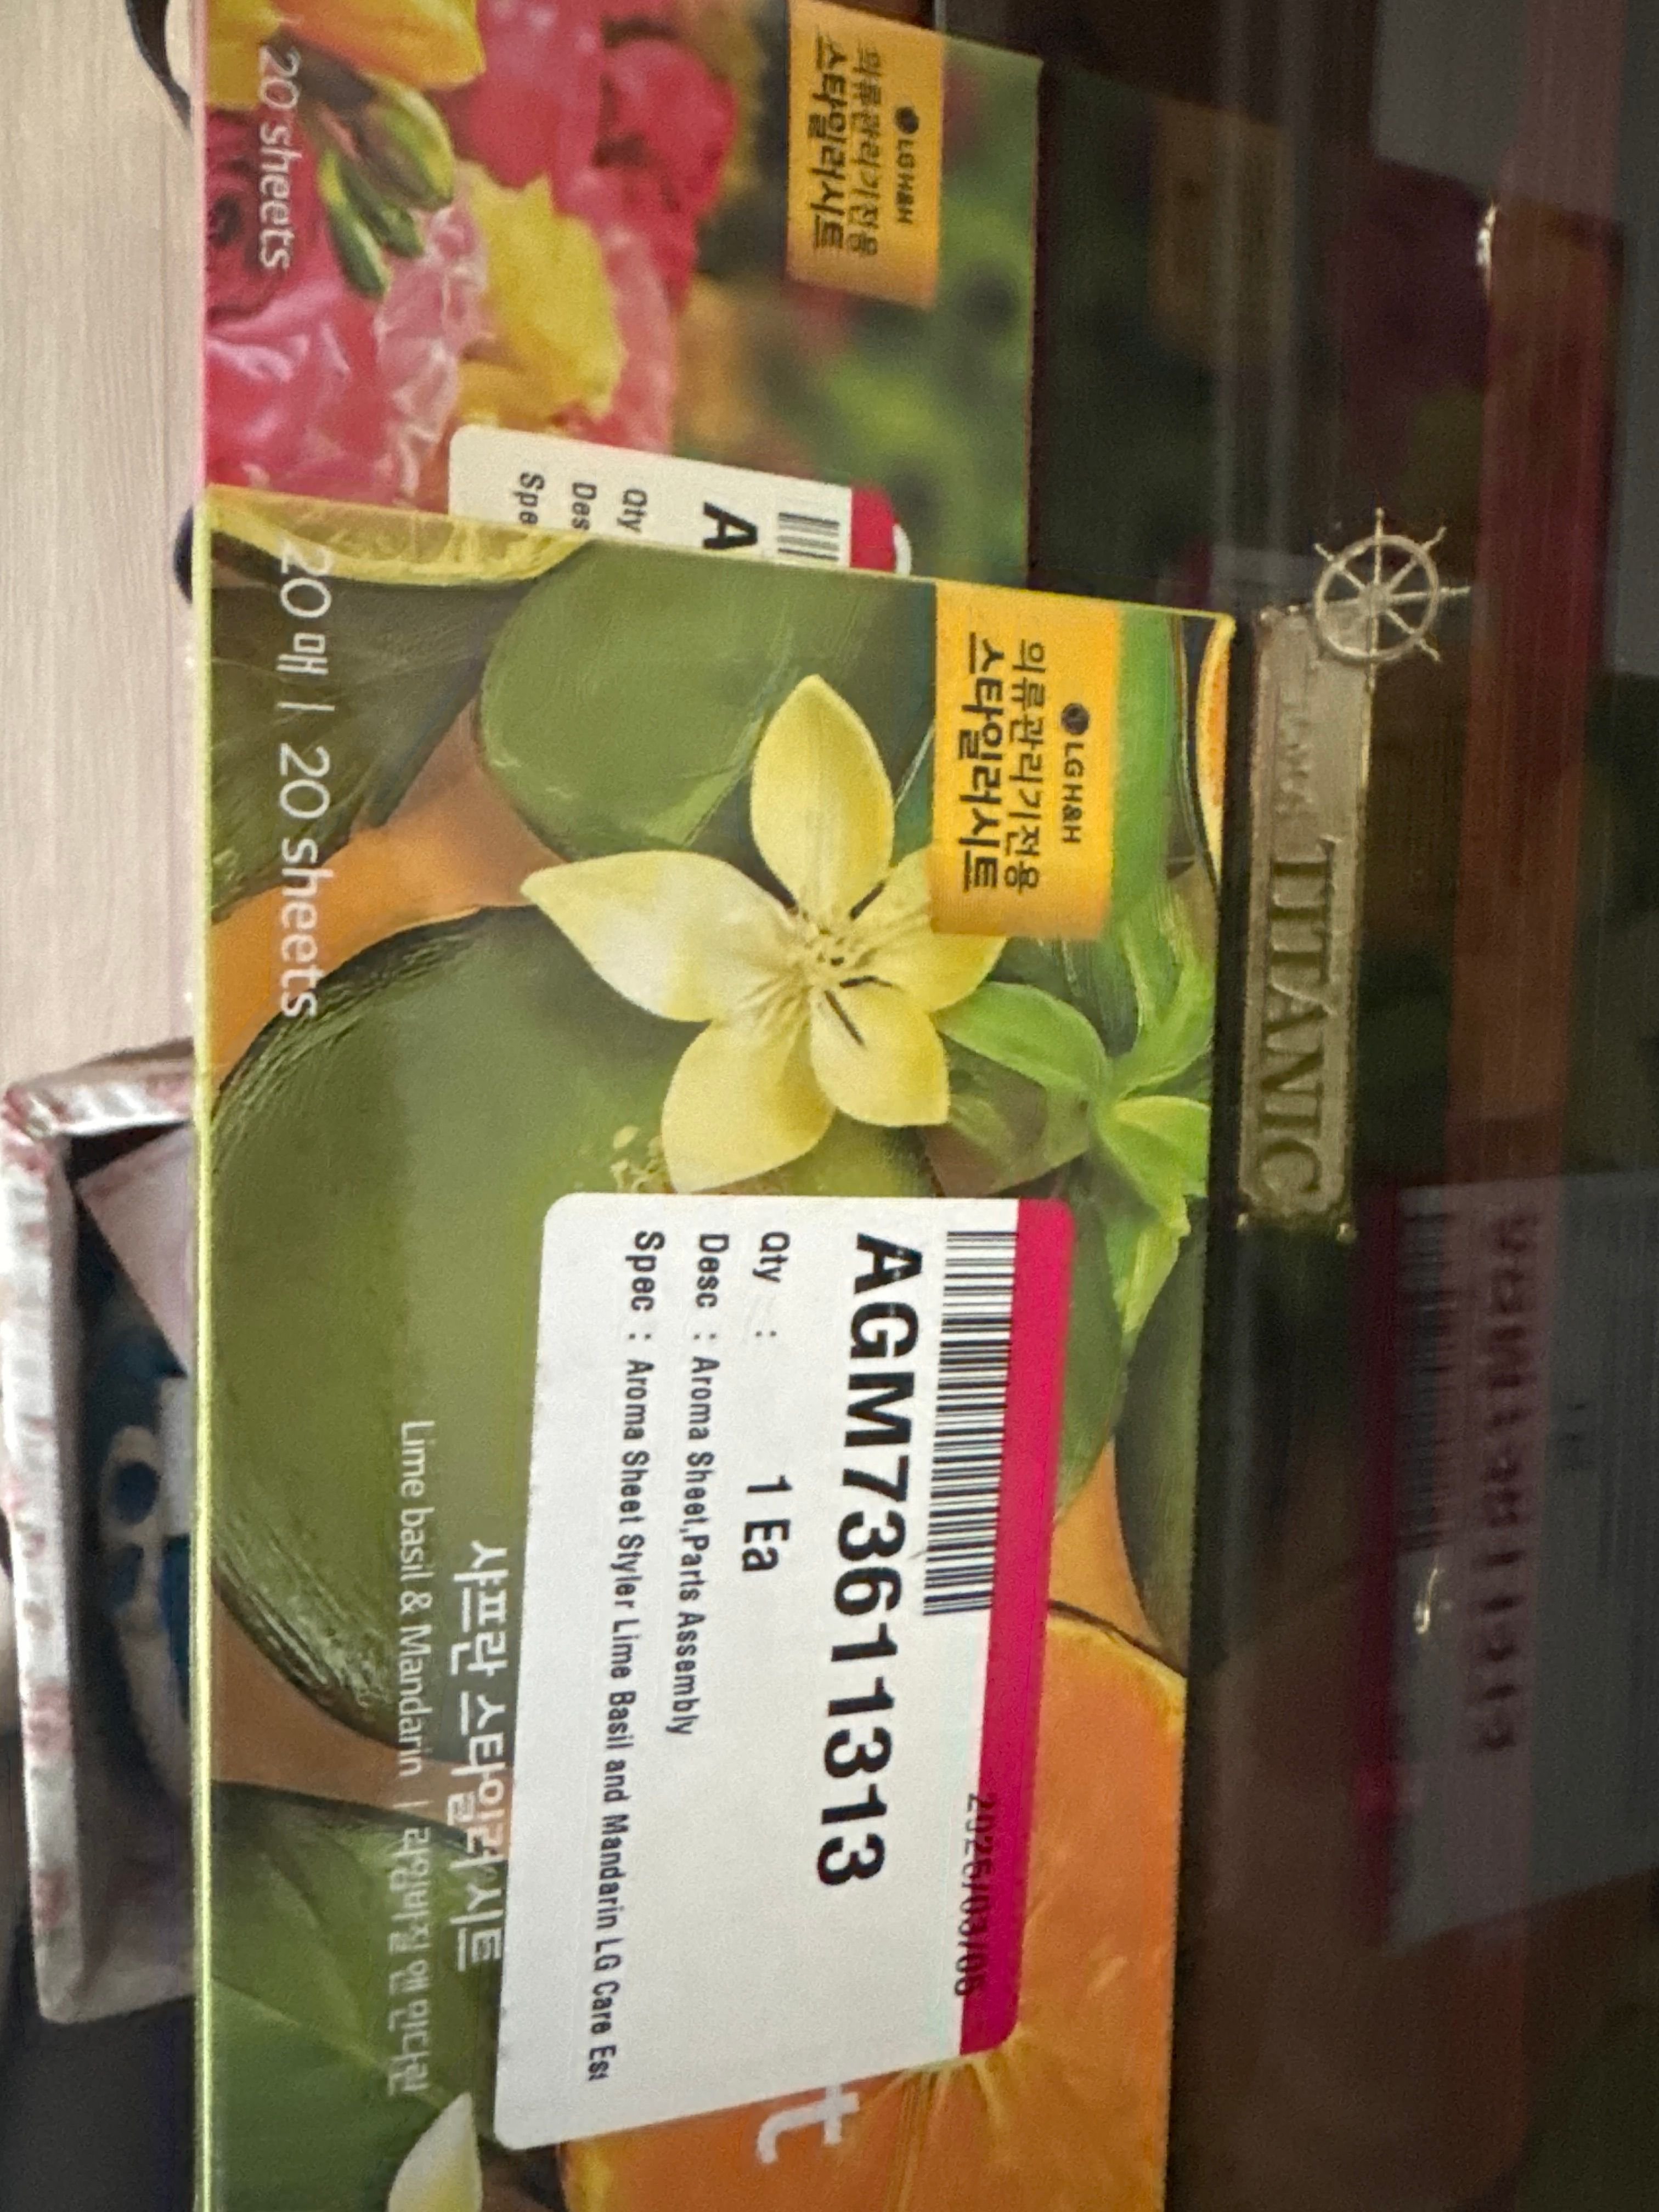 LG H&H
의류관리기전용
스타일러시트
20 sheets
A
Qty
Des
Spe
LG H&H
의류관리기전용
스타일러시트
20매 | 20 sheets
2025/03/06
AGM73611313
Qty : 1 Ea
Desc : Aroma Sheet,Parts Assembly
Spec : Aroma Sheet Styler Lime Basil and Mandarin LG Care Est
t
샤프란 스타일러 시트
Lime basil & Mandarin | 라임바질 앤 만다린
TITANIC